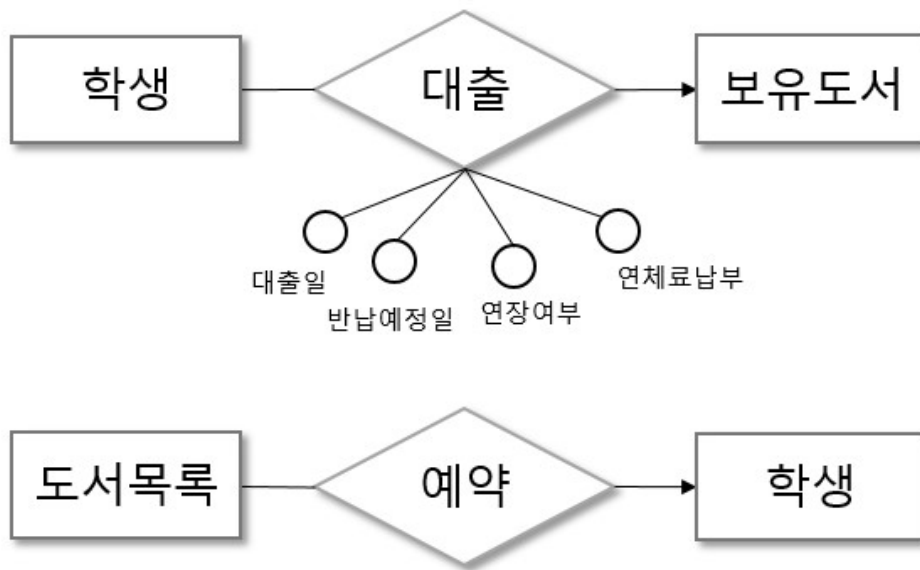 학생
대출
보유도서
대출일
반납예정일
연장여부
연체료납부
도서목록
예약
학생